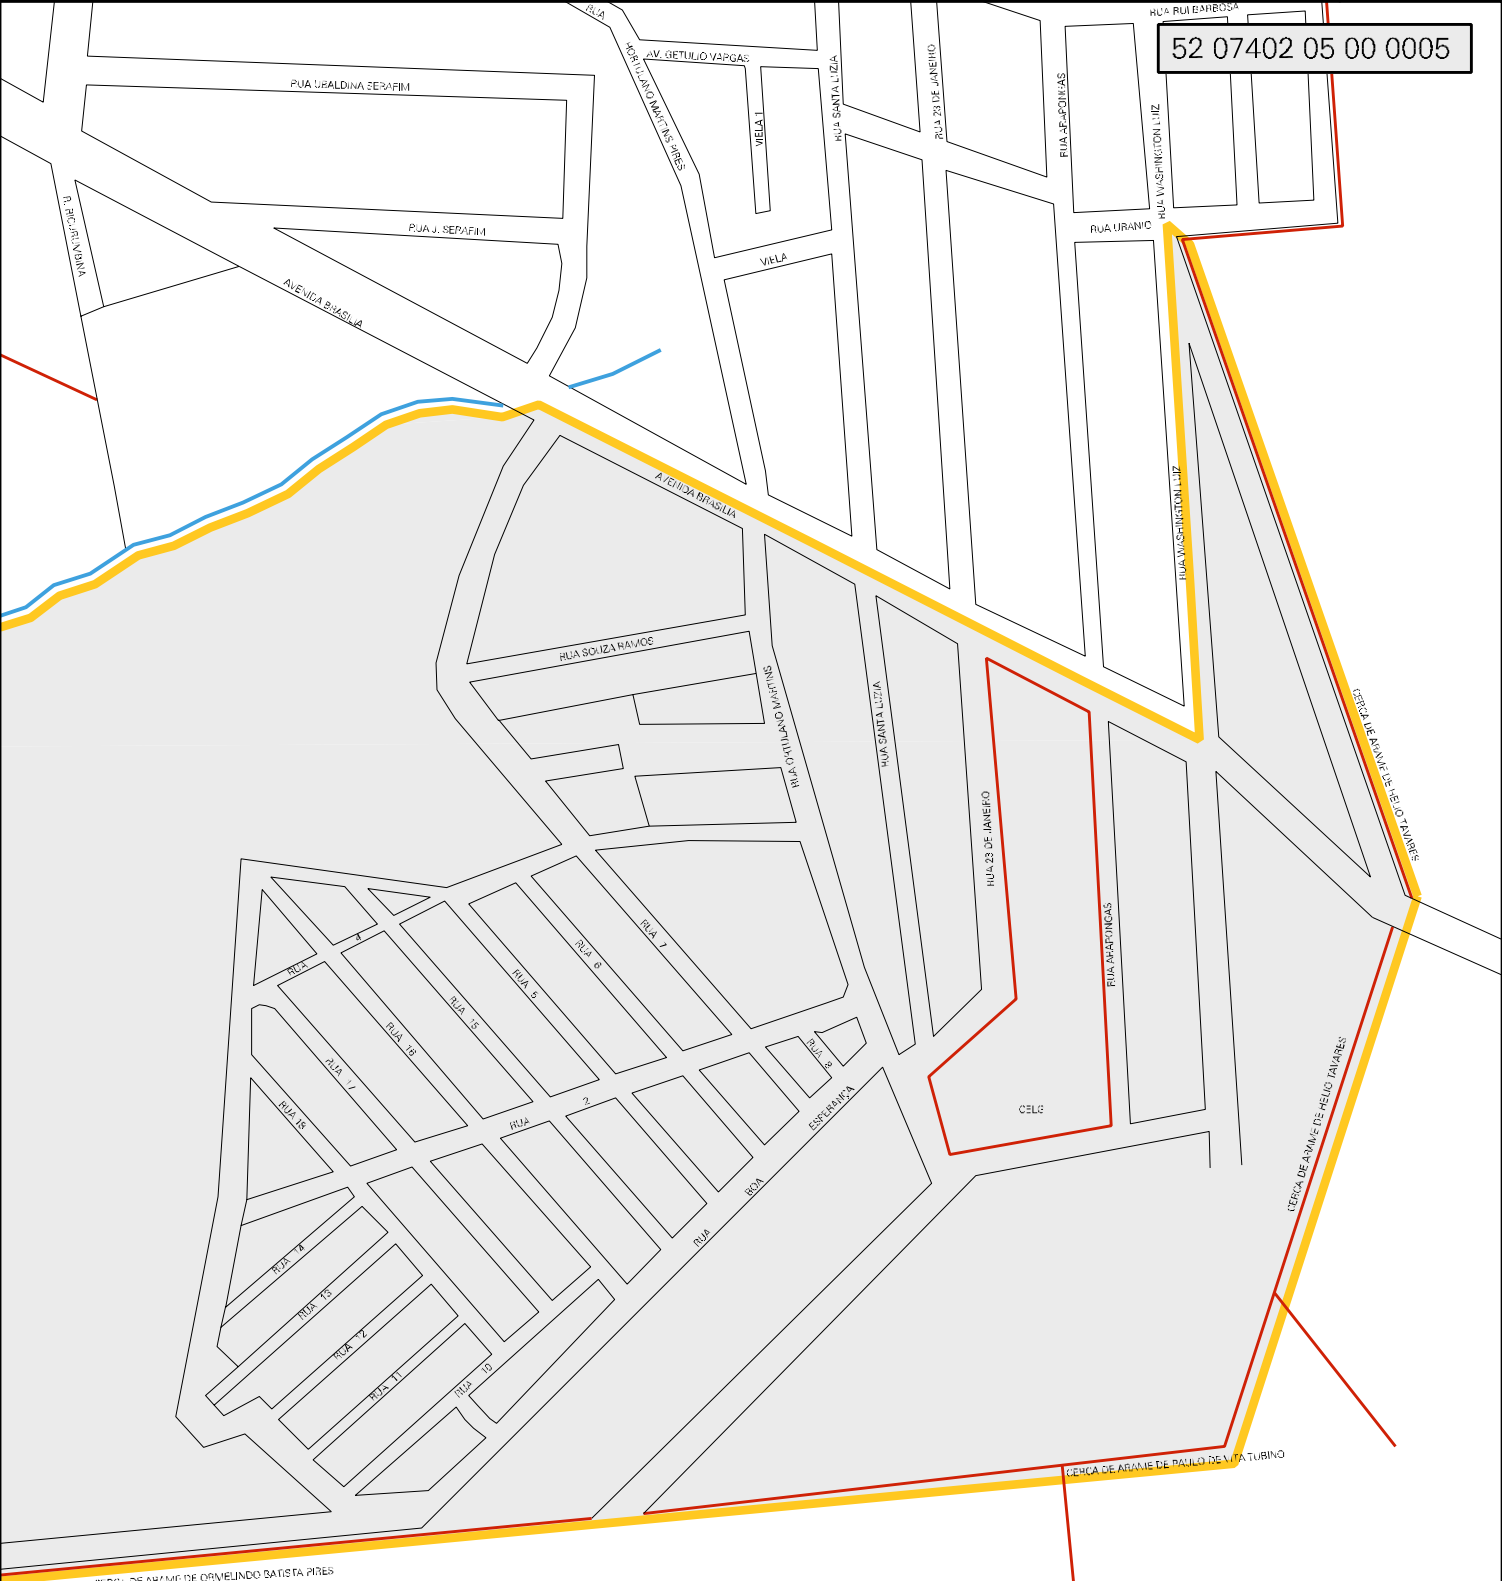 RUA RUI BARBOSA
52 07402 05 00 0005
RUA
HORTULANO MARTINS PIRES
AV. GETULIO VARGAS
VIELA 1
RUA SANTA LUZIA
RUA 23 DE JANEIRO
RUA ARAPONGAS
RUA WASHINGTON LUIZ
RUA UBALDINA SERAFIM
RUA J. SERAFIM
RUA URANIO
VIELA
AVENIDA BRASILIA
AVENIDA BRASILIA
RUA WASHINGTON LUIZ
RUA SOUZA RAMOS
RUA ORTULANO MARTINS
RUA SANTA LUZIA
RUA 23 DE JANEIRO
RUA ARAPONGAS
CERCA DE ARAME DE HELIO TAVARES
RUA 4
RUA 7
RUA 6
RUA 5
RUA 15
RUA 16
RUA 17
RUA 18
RUA 8
RUA 2
RUA BOA ESPERANÇA
CELG
CERCA DE ARAME DE HELIO TAVARES
RUA 14
RUA 13
RUA 12
RUA 11
RUA 10
CERCA DE ARAME DE PAULO DE VITA TUBINO
CERCA DE ARAME DE ORMELINDO BATISTA PIRES